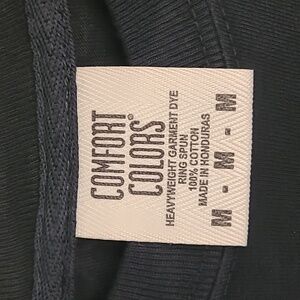 COMFORT
COLORS®
HEAVYWEIGHT GARMENT DYE
RING SPUN
100% COTTON
MADE IN HONDURAS
M - M - M